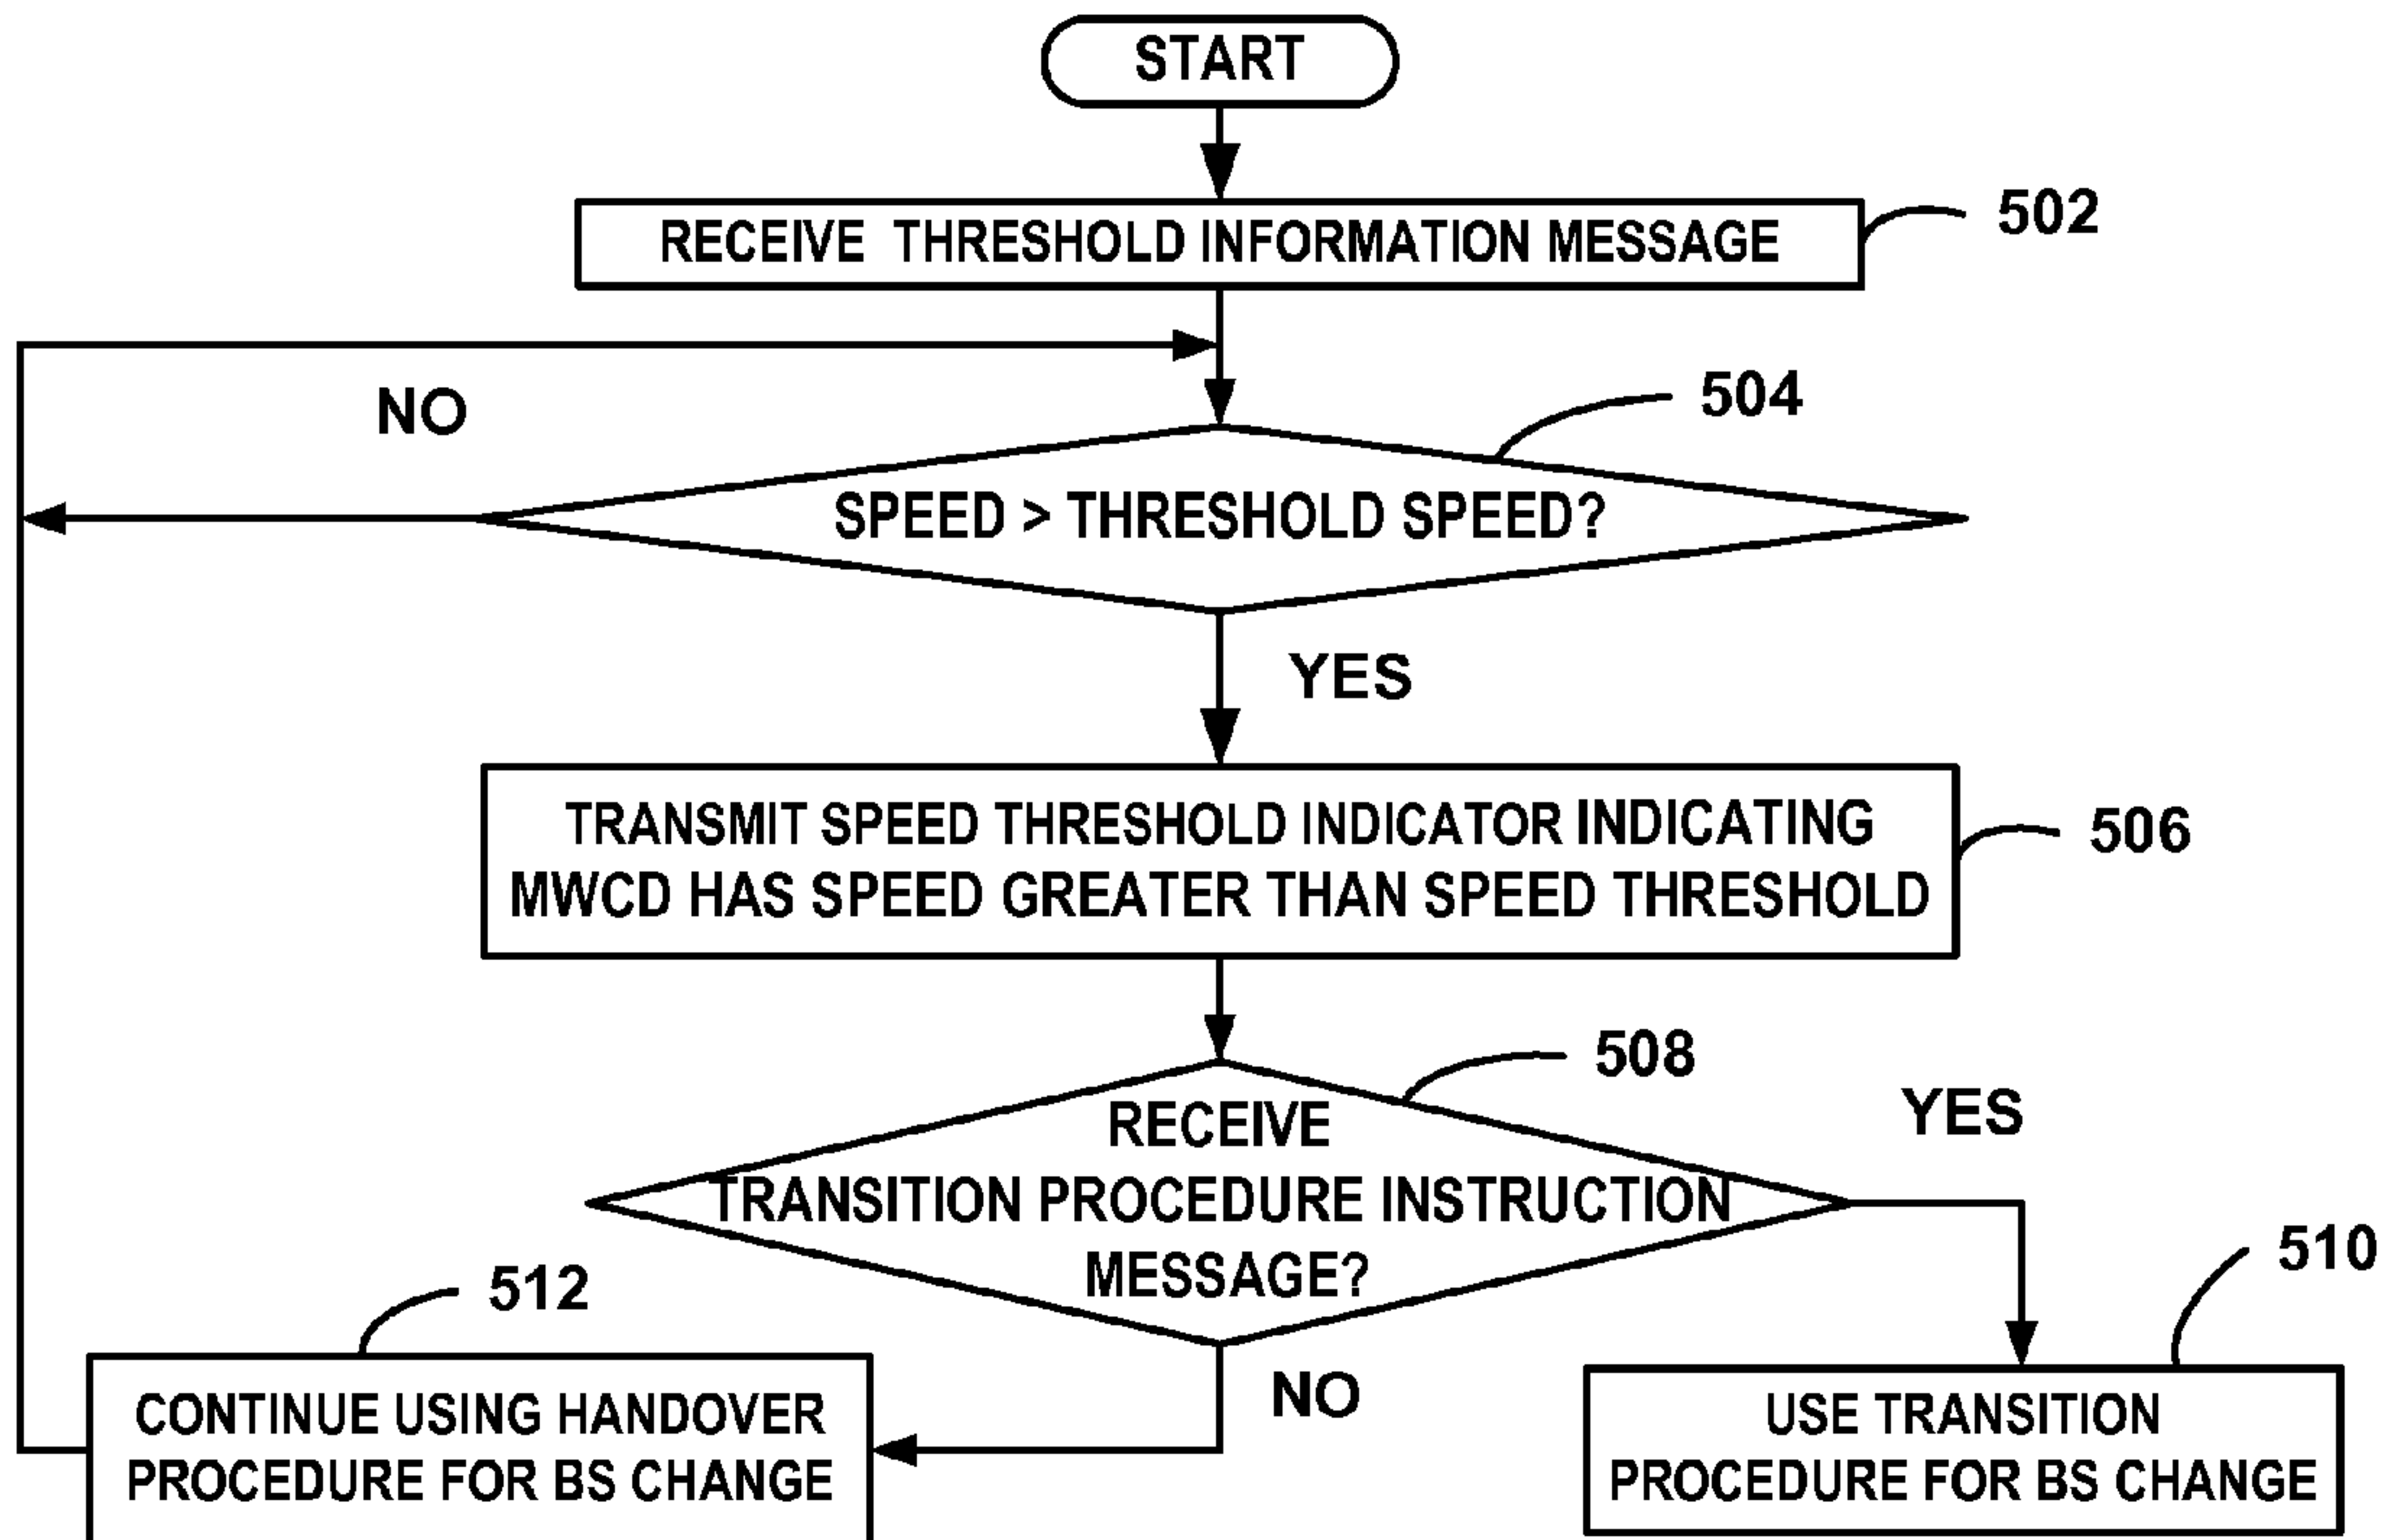 START
RECEIVE THRESHOLD INFORMATION MESSAGE
502
NO
504
SPEED > THRESHOLD SPEED?
YES
TRANSMIT SPEED THRESHOLD INDICATOR INDICATING
MWCD HAS SPEED GREATER THAN SPEED THRESHOLD
506
508
RECEIVE
TRANSITION PROCEDURE INSTRUCTION
MESSAGE?
YES
512
510
NO
CONTINUE USING HANDOVER
PROCEDURE FOR BS CHANGE
USE TRANSITION
PROCEDURE FOR BS CHANGE